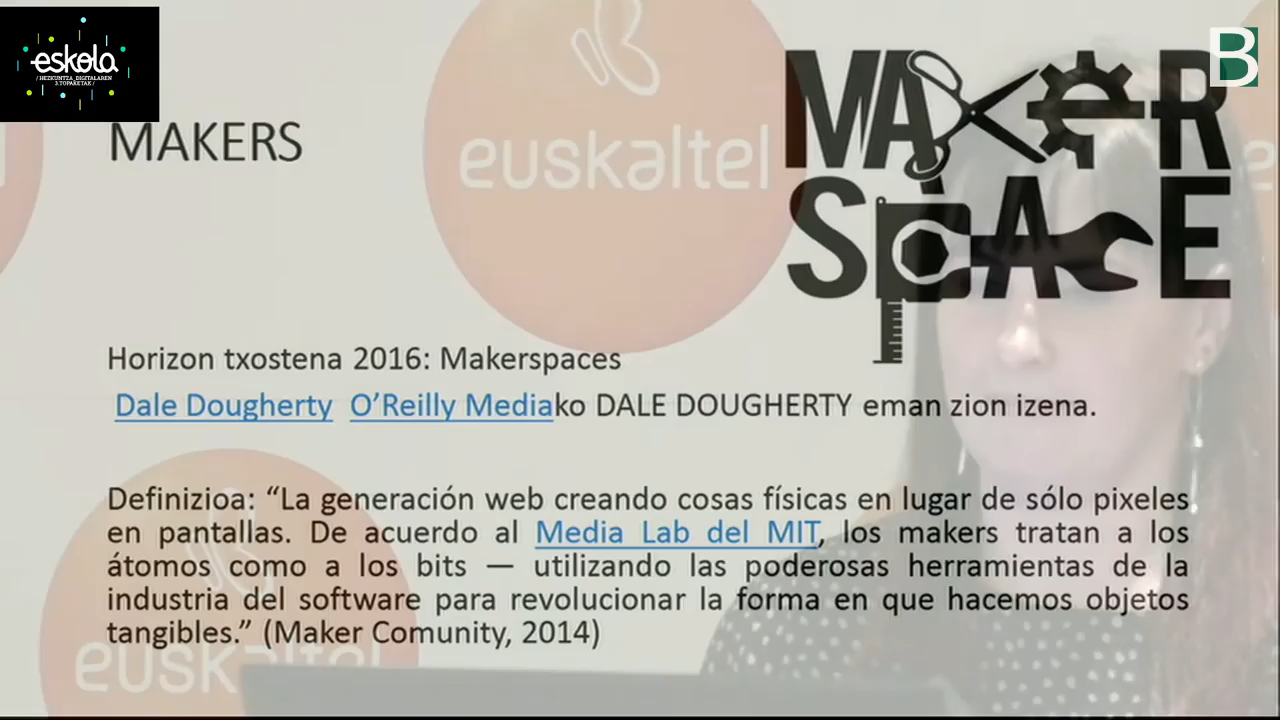 eskola
/ HEZKUNTZA_DIGITALAREN
3.TOPAKETAK /
B
MAKERS
euskaltel
MAKER
SPACE
Horizon txostena 2016: Makerspaces
Dale Dougherty O’Reilly Mediako DALE DOUGHERTY eman zion izena.
Definizioa: “La generación web creando cosas físicas en lugar de sólo pixeles
en pantallas. De acuerdo al Media Lab del MIT, los makers tratan a los
átomos como a los bits — utilizando las poderosas herramientas de la
industria del software para revolucionar la forma en que hacemos objetos
tangibles.” (Maker Comunity, 2014)
euskaltel